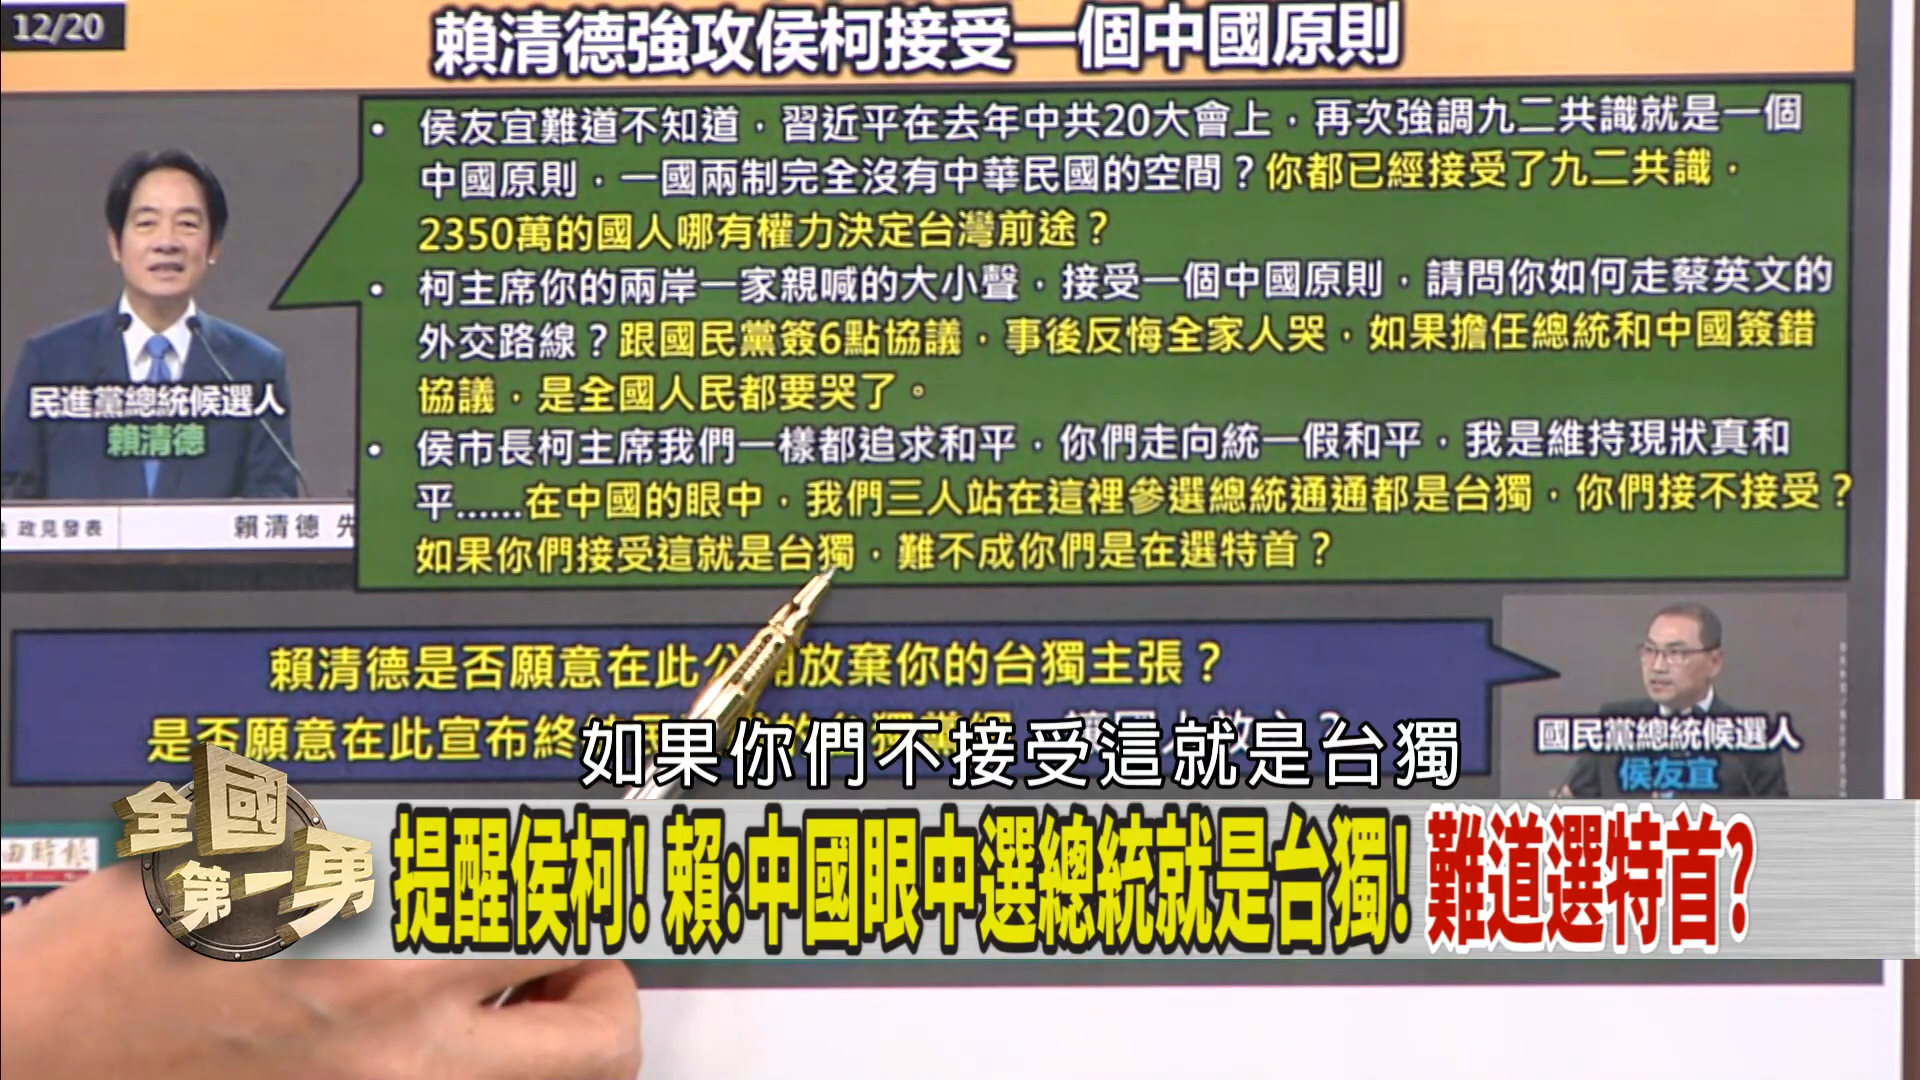 12/20
賴清德強攻侯柯接受一個中國原則
• 侯友宜難道不知道，習近平在去年中共20大會上，再次強調九二共識就是一個
中國原則，一國兩制完全沒有中華民國的空間？你都已經接受了九二共識，
2350萬的國人哪有權力決定台灣前途？
• 柯主席你的兩岸一家親喊的大小聲，接受一個中國原則，請問你如何走蔡英文的
外交路線？跟國民黨簽6點協議，事後反悔全家人哭，如果擔任總統和中國簽錯
協議，是全國人民都要哭了。
• 侯市長柯主席我們一樣都追求和平，你們走向統一假和平，我是維持現狀真和
平……在中國的眼中，我們三人站在這裡參選總統通通都是台獨，你們接不接受？
如果你們接受這就是台獨，難不成你們是在選特首？
民進黨總統候選人
賴清德
政見發表
賴清德 先
賴清德是否願意在此公開放棄你的台獨主張？
是否願意在此宣布終
國民黨總統候選人
侯友宜
如果你們不接受這就是台獨
全國第一勇
提醒侯柯！賴：中國眼中選總統就是台獨！難道選特首？